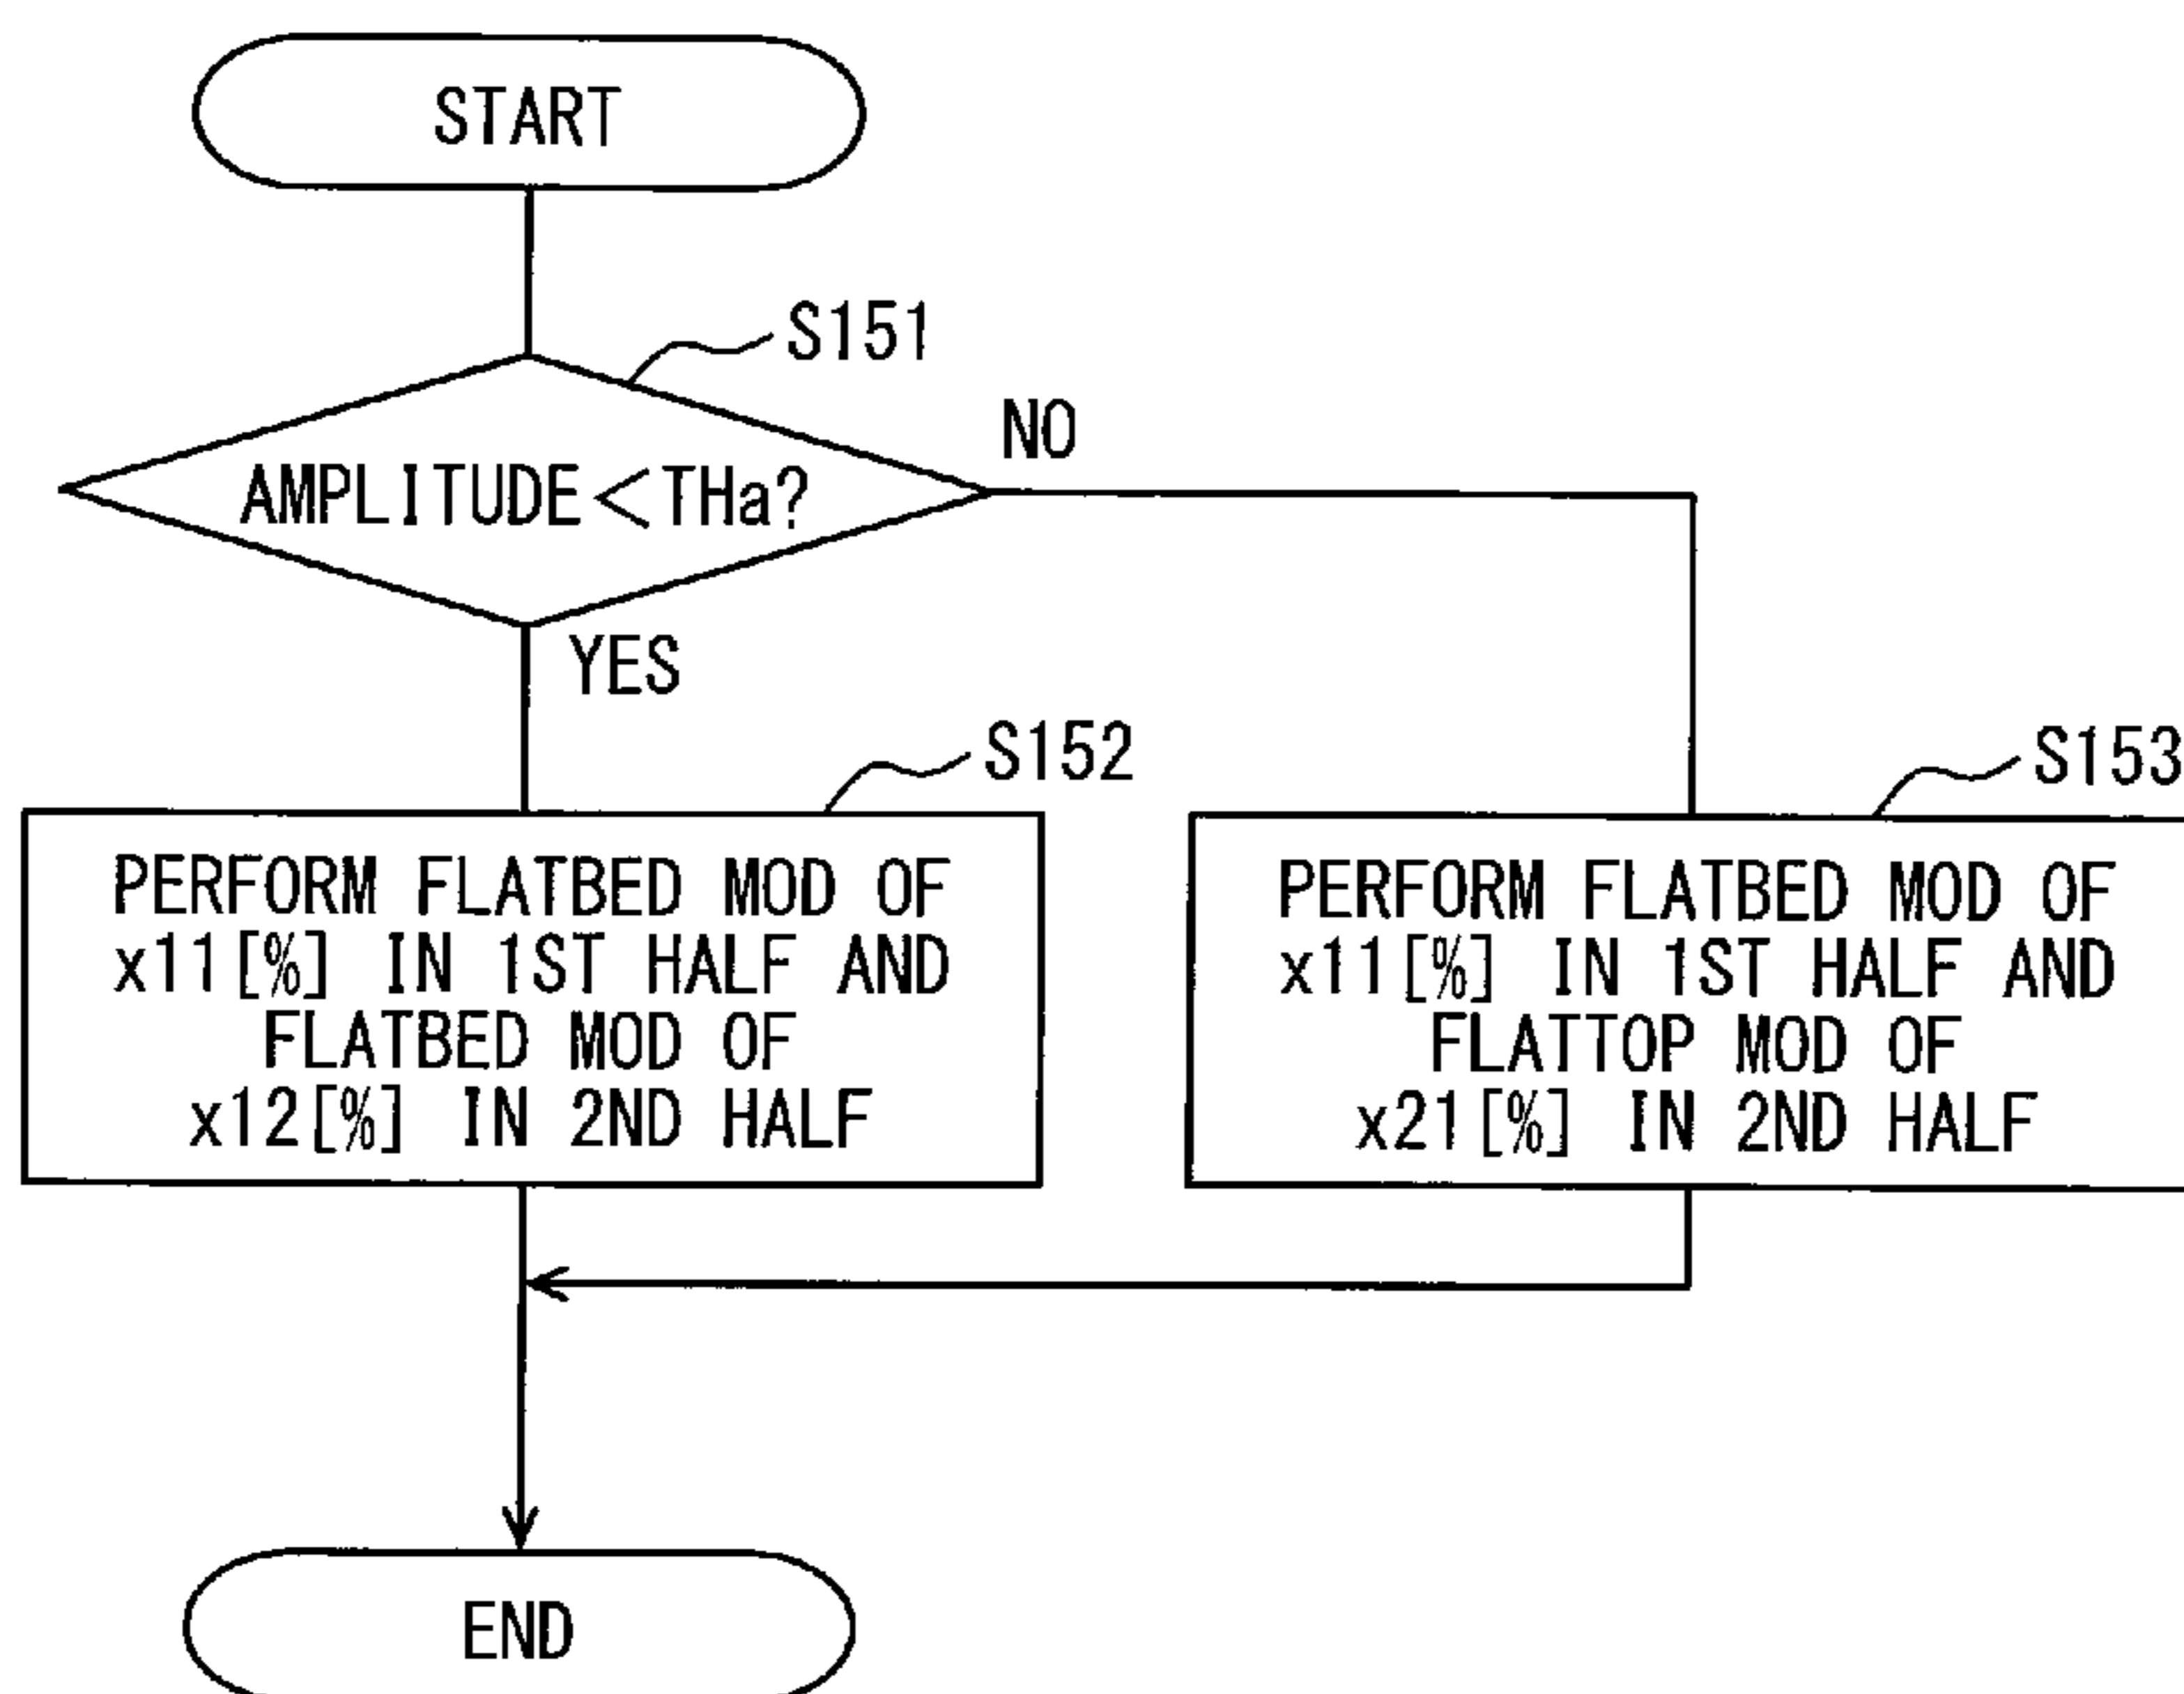 START
S151
AMPLITUDE<THa?
NO
YES
S152
PERFORM FLATBED MOD OF
x11[%] IN 1ST HALF AND
FLATBED MOD OF
x12[%] IN 2ND HALF
S153
PERFORM FLATBED MOD OF
x11[%] IN 1ST HALF AND
FLATTOP MOD OF
x21[%] IN 2ND HALF
END